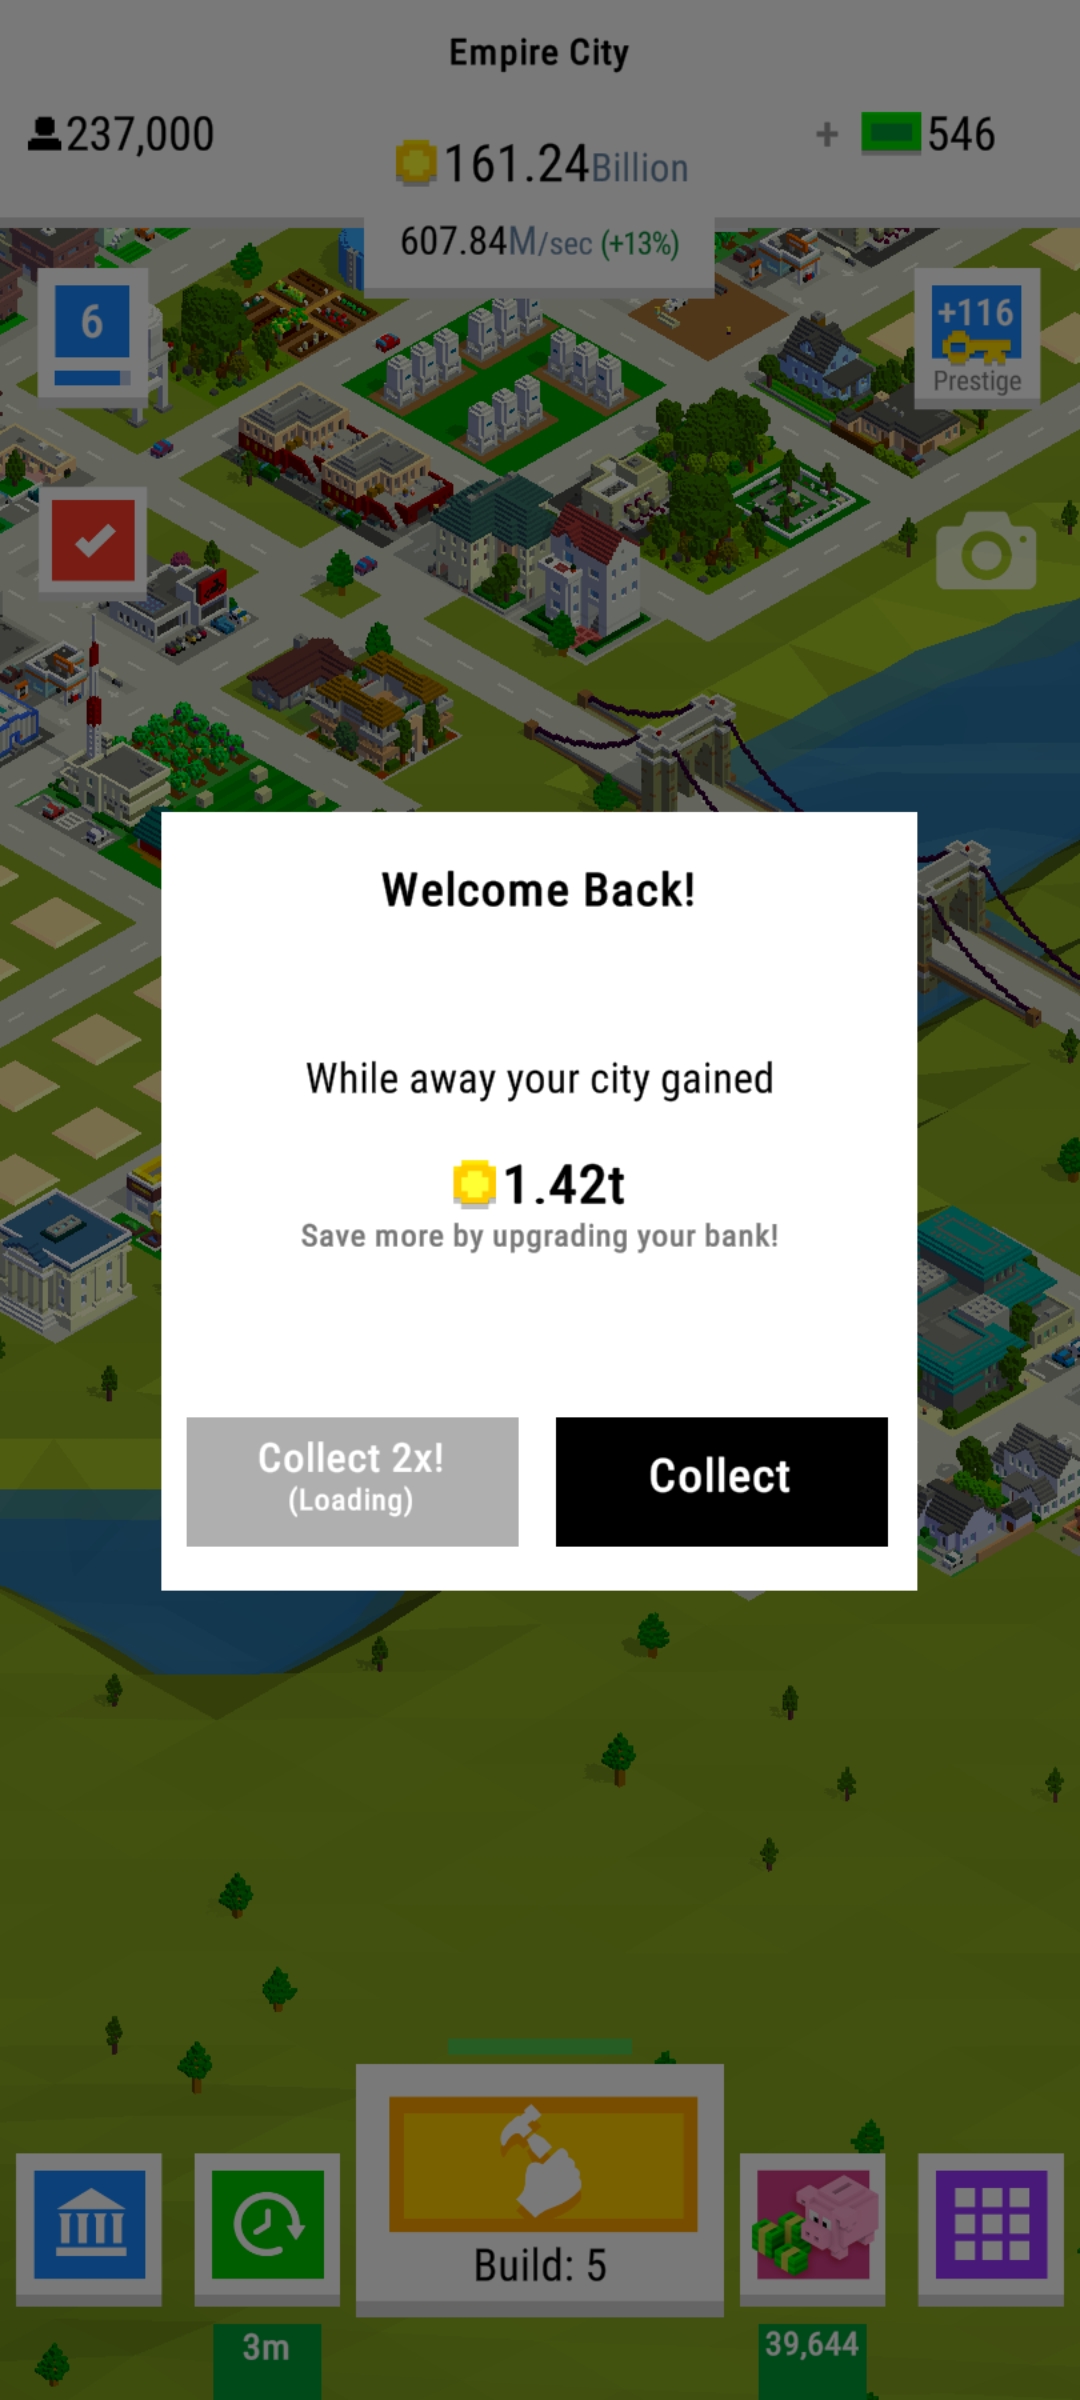 Empire City
237,000
161.24Billion
+ 546
607.84M/sec (+13%)
6
+116
Prestige
Welcome Back!
While away your city gained
1.42t
Save more by upgrading your bank!
Collect 2x!
(Loading)
Collect
Build: 5
3m
39,644